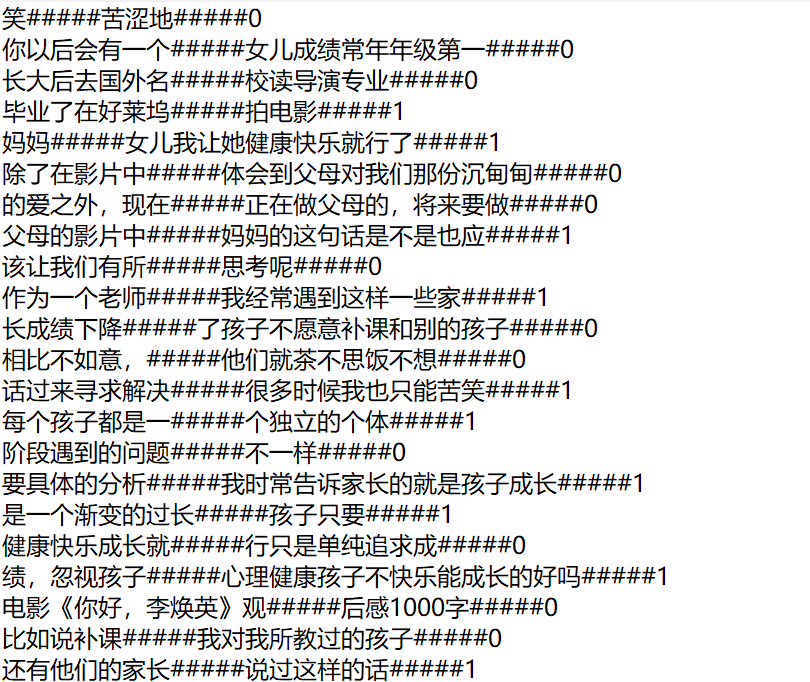 笑#####苦涩地#####0
你以后会有一个#####女儿成绩常年年级第一#####0
长大后去国外名#####校读导演专业#####0
毕业了在好莱坞#####拍电影#####1
妈妈#####女儿我让她健康快乐就行了#####1
除了在影片中#####体会到父母对我们那份沉甸甸#####0
的爱之外，现在#####正在做父母的，将来要做#####0
父母的影片中#####妈妈的这句话是不是也应#####1
该让我们有所#####思考呢#####0
作为一个老师#####我经常遇到这样一些家#####1
长成绩下降#####了孩子不愿意补课和别的孩子#####0
相比不如意，#####他们就茶不思饭不想#####0
话过来寻求解决#####很多时候我也只能苦笑#####1
每个孩子都是一#####个独立的个体#####1
阶段遇到的问题#####不一样#####0
要具体的分析#####我时常告诉家长的就是孩子成长#####1
是一个渐变的过长#####孩子只要#####1
健康快乐成长就#####行只是单纯追求成#####0
绩，忽视孩子#####心理健康孩子不快乐能成长的好吗#####1
电影《你好，李焕英》观#####后感1000字#####0
比如说补课#####我对我所教过的孩子#####0
还有他们的家长#####说过这样的话#####1